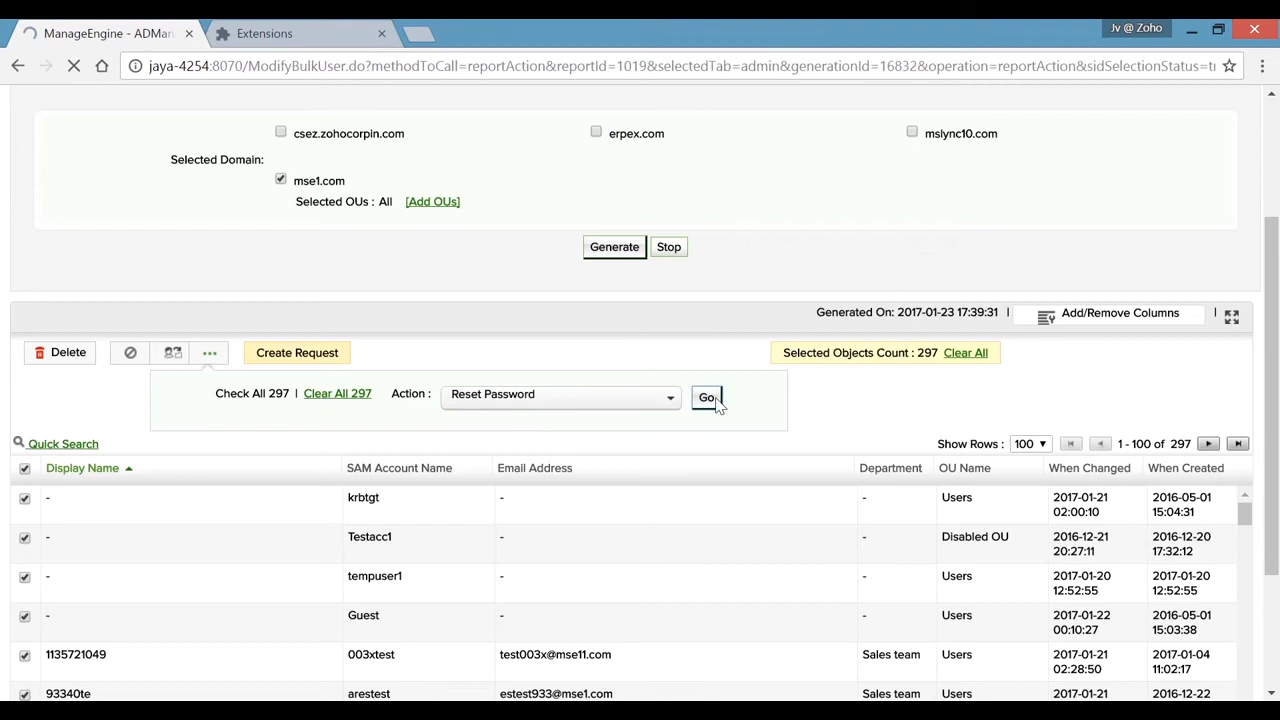 ManageEngine - ADMan
Extensions
Jv @ Zoho
jaya-4254:8070/ModifyBulkUser.do?methodToCall=reportAction&reportId=1019&selectedTab=admin&generationId=16832&operation=reportAction&sidSelectionStatus=t
csez.zohocorpin.com erpex.com mslync10.com
Selected Domain:
mse1.com
Selected OUs : All [Add OUs]
Generate Stop
Generated On: 2017-01-23 17:39:31 | Add/Remove Columns |
Delete Create Request Selected Objects Count : 297 Clear All
Check All 297 | Clear All 297 Action : Reset Password Go
Quick Search Show Rows : 100 1 - 100 of 297
Display Name SAM Account Name Email Address Department OU Name When Changed When Created
- krbtgt - - Users 2017-01-21 2016-05-01
02:00:10 15:04:31
- Testacc1 - - Disabled OU 2016-12-21 2016-12-20
20:27:11 17:32:12
- tempuser1 - - Users 2017-01-20 2017-01-20
12:52:55 12:52:55
- Guest - - Users 2017-01-22 2016-05-01
00:10:27 15:03:38
1135721049 003xtest test003x@mse11.com Sales team Users 2017-01-21 2017-01-04
02:28:50 11:02:17
93340te arestest estest933@mse1.com Sales team Users 2017-01-21 2016-12-22